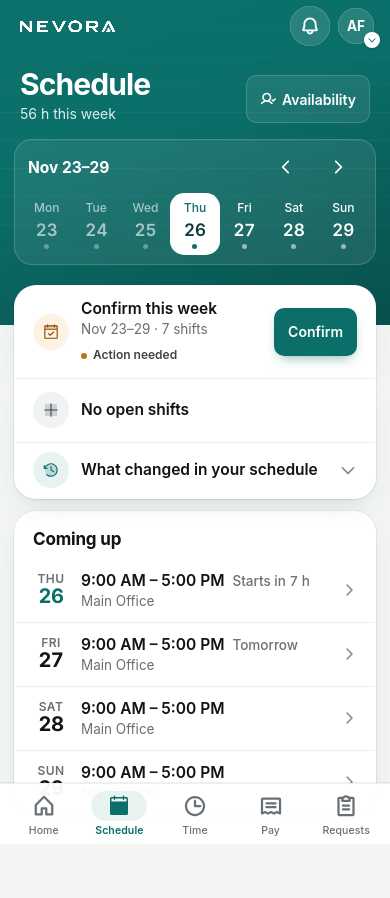 NEVORA
AF
Schedule
56 h this week
Availability
Nov 23–29
Mon Tue Wed Thu Fri Sat Sun
23 24 25 26 27 28 29
Confirm this week
Nov 23–29 · 7 shifts
Action needed
Confirm
No open shifts
What changed in your schedule
Coming up
THU
26
9:00 AM – 5:00 PM Starts in 7 h
Main Office
FRI
27
9:00 AM – 5:00 PM Tomorrow
Main Office
SAT
28
9:00 AM – 5:00 PM
Main Office
SUN
29
9:00 AM – 5:00 PM
Home Schedule Time Pay Requests